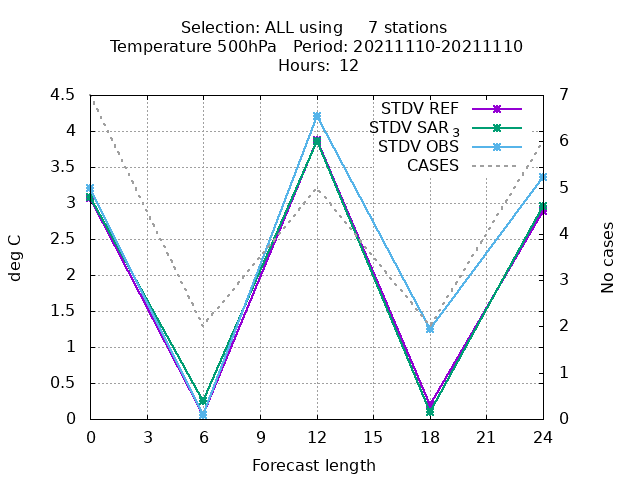 Selection: ALL using 7 stations
Temperature 500hPa Period: 20211110-20211110
Hours: 12
4.5
4
3.5
3
2.5
2
1.5
1
0.5
0
7
6
5
4
3
2
1
0
STDV REF
STDV SAR 3
STDV OBS
CASES
deg C
No cases
0 3 6 9 12 15 18 21 24
Forecast length